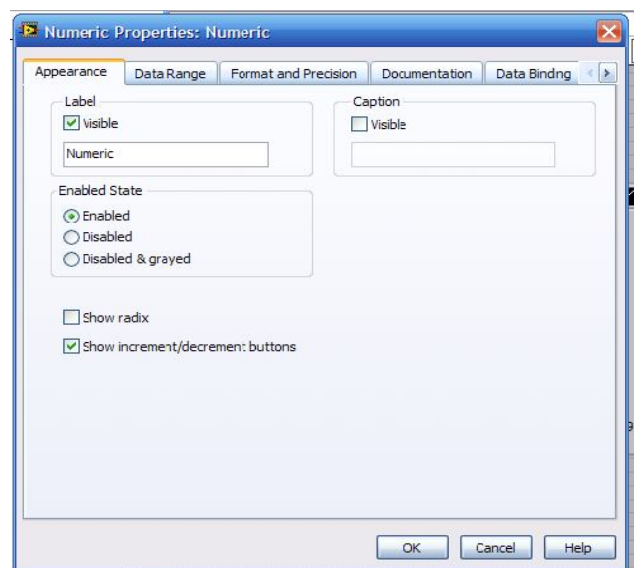 Numeric Properties: Numeric
Appearance Data Range Format and Precision Documentation Data Binding
Label Caption
Visible Visible
Numeric
Enabled State
Enabled
Disabled
Disabled & grayed
Show radix
Show increment/decrement buttons
OK Cancel Help